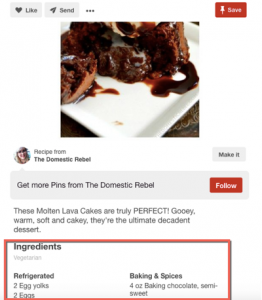 Like Send ••• Save
Recipe from
The Domestic Rebel
Make it
Get more Pins from The Domestic Rebel
Follow
These Molten Lava Cakes are truly PERFECT! Gooey,
warm, soft and cakey, they're the ultimate decadent
dessert.
Ingredients
Vegetarian
Refrigerated
2 Egg yolks
2 Eggs
Baking & Spices
4 oz Baking chocolate, semi-
sweet